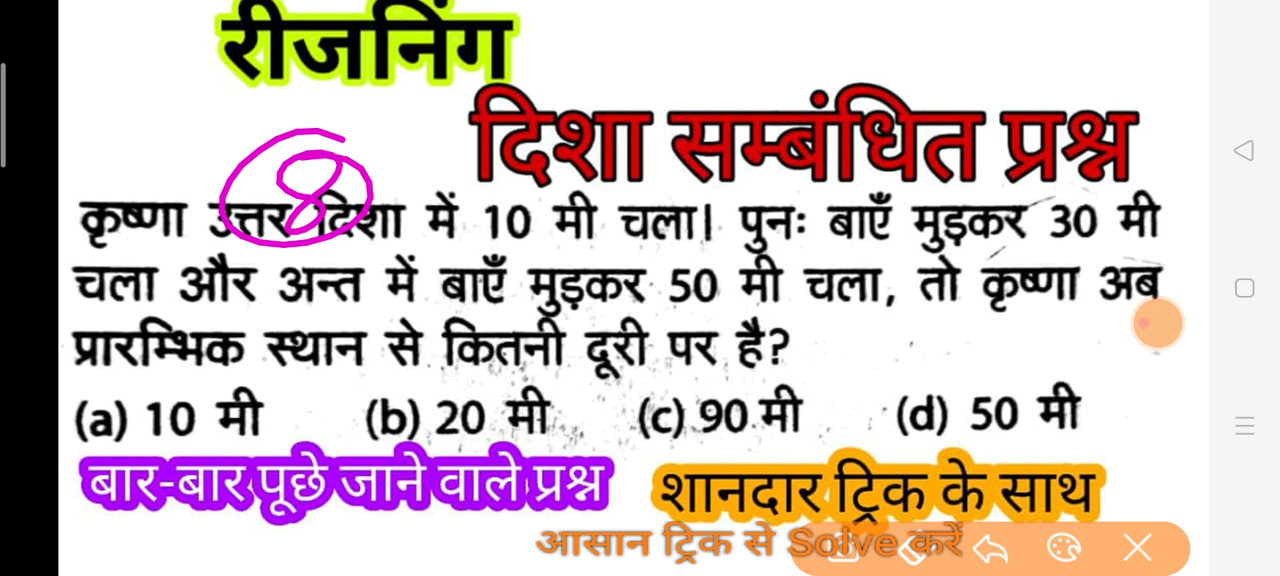 रीजनिंग
दिशा सम्बंधित प्रश्न
8
कृष्णा उत्तर दिशा में 10 मी चला। पुनः बाएँ मुड़कर 30 मी
चला और अन्त में बाएँ मुड़कर 50 मी चला, तो कृष्णा अब
प्रारम्भिक स्थान से कितनी दूरी पर है?
(a) 10 मी (b) 20 मी (c) 90 मी (d) 50 मी
बार-बार पूछे जाने वाले प्रश्न
शानदार ट्रिक के साथ
आसान ट्रिक से Solve करें